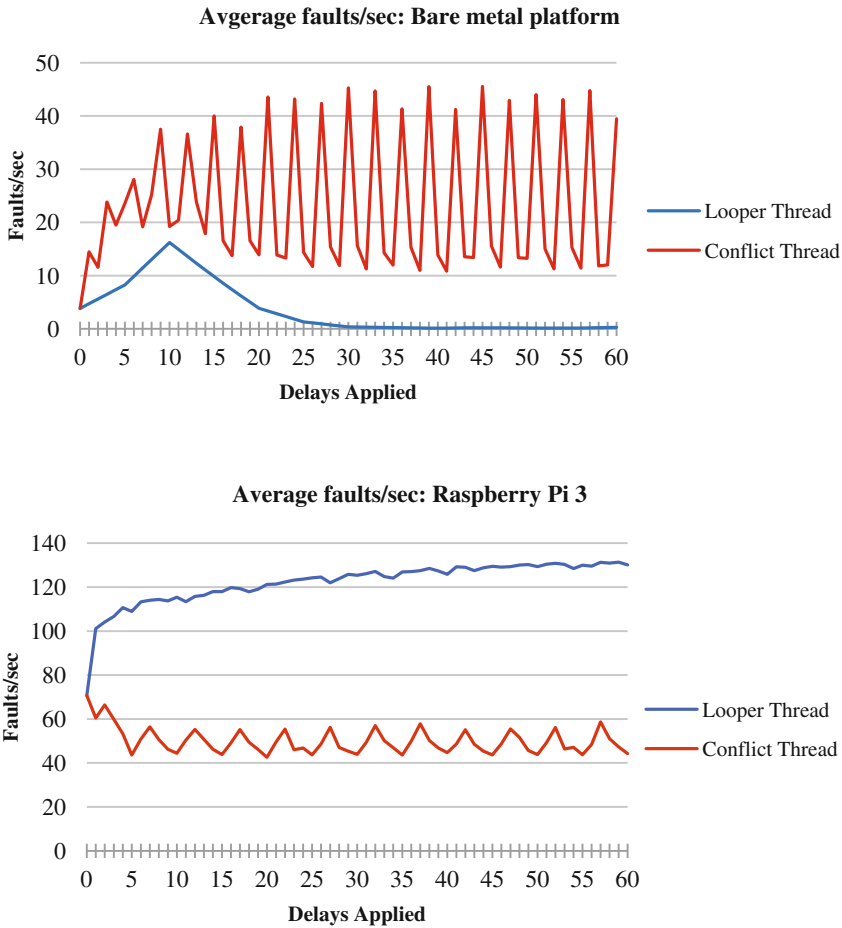 Avgerage faults/sec: Bare metal platform
50
40
30
20
10
0
Faults/sec
0 5 10 15 20 25 30 35 40 45 50 55 60
Delays Applied
Looper Thread
Conflict Thread
Average faults/sec: Raspberry Pi 3
140
120
100
80
60
40
20
0
Faults/sec
0 5 10 15 20 25 30 35 40 45 50 55 60
Delays Applied
Looper Thread
Conflict Thread